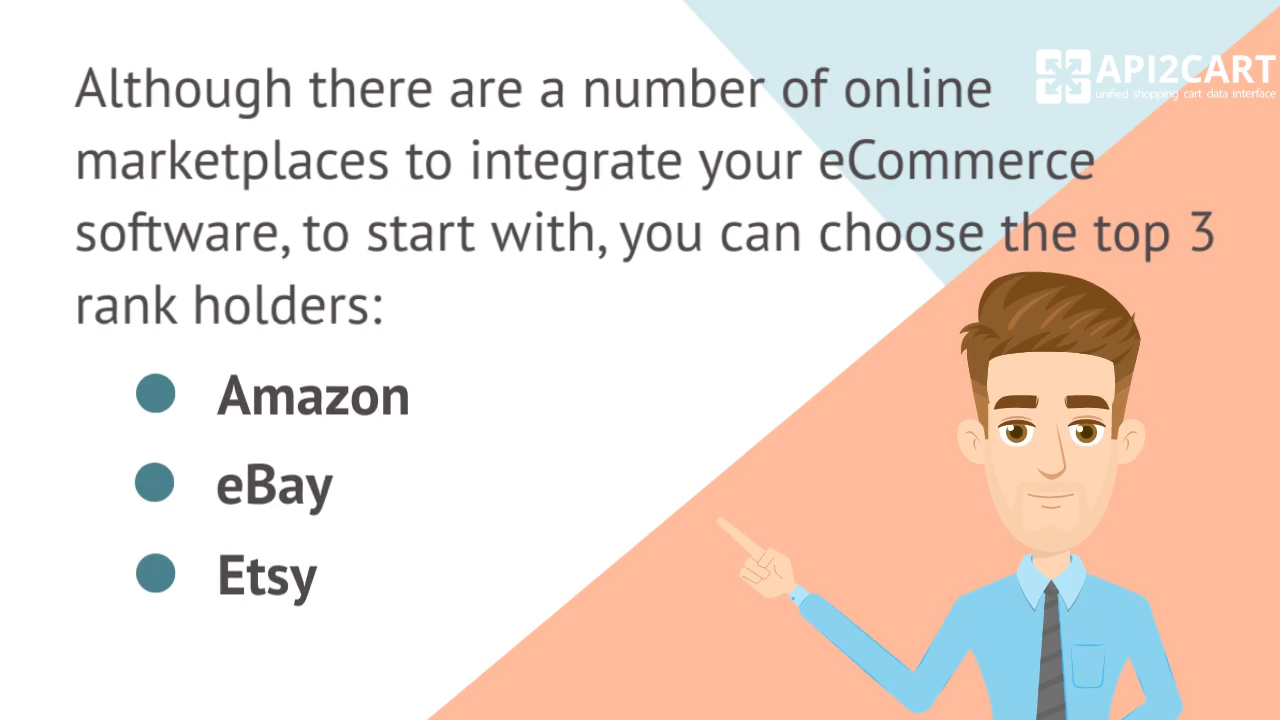 Although there are a number of online
marketplaces to integrate your eCommerce
software, to start with, you can choose the top 3
rank holders:
Amazon
eBay
Etsy
API2CART
unified shopping cart data interface